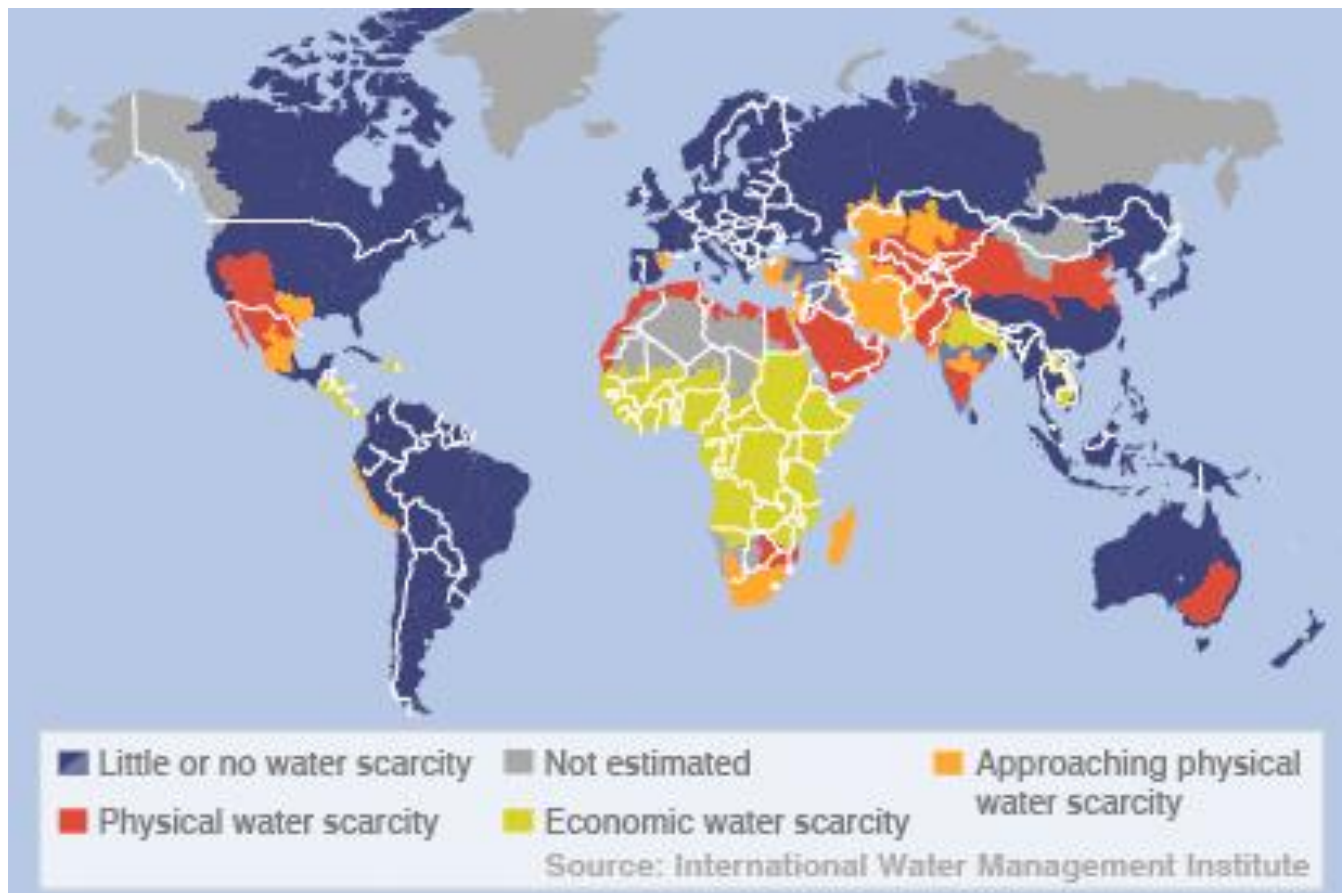 Little or no water scarcity
Not estimated
Approaching physical
water scarcity
Physical water scarcity
Economic water scarcity
Source: International Water Management Institute